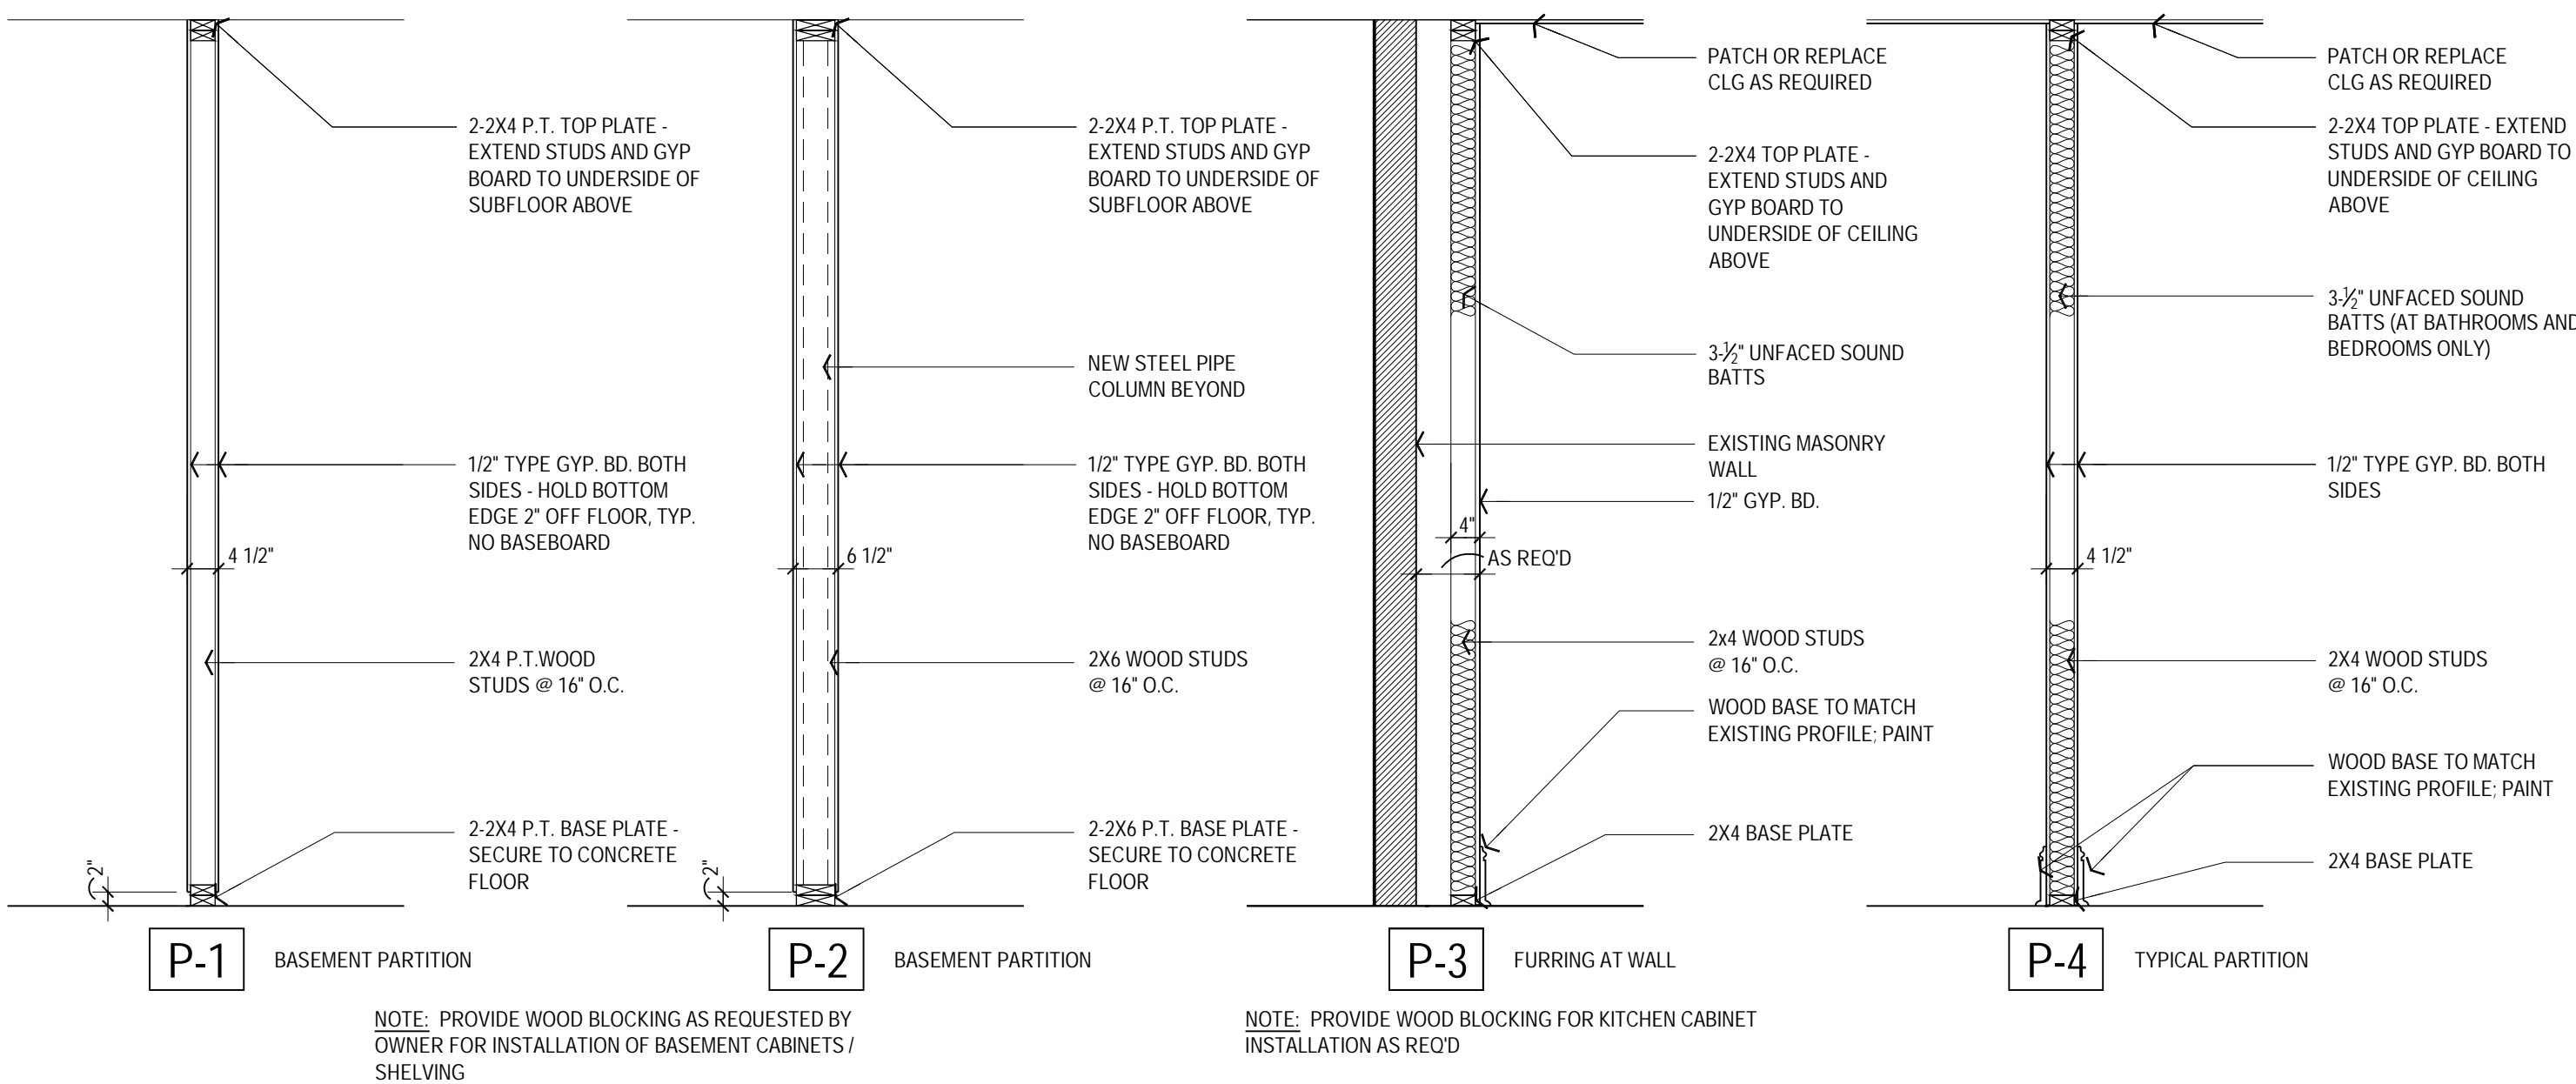 2-2X4 P.T. TOP PLATE -
EXTEND STUDS AND GYP
BOARD TO UNDERSIDE OF
SUBFLOOR ABOVE
1/2" TYPE GYP. BD. BOTH
SIDES - HOLD BOTTOM
EDGE 2" OFF FLOOR, TYP.
NO BASEBOARD
4 1/2"
2X4 P.T.WOOD
STUDS @ 16" O.C.
2-2X4 P.T. BASE PLATE -
SECURE TO CONCRETE
FLOOR
2"
P-1 BASEMENT PARTITION
2-2X4 P.T. TOP PLATE -
EXTEND STUDS AND GYP
BOARD TO UNDERSIDE OF
SUBFLOOR ABOVE
NEW STEEL PIPE
COLUMN BEYOND
1/2" TYPE GYP. BD. BOTH
SIDES - HOLD BOTTOM
EDGE 2" OFF FLOOR, TYP.
NO BASEBOARD
6 1/2"
2X6 WOOD STUDS
@ 16" O.C.
2-2X6 P.T. BASE PLATE -
SECURE TO CONCRETE
FLOOR
2"
P-2 BASEMENT PARTITION
NOTE: PROVIDE WOOD BLOCKING AS REQUESTED BY
OWNER FOR INSTALLATION OF BASEMENT CABINETS /
SHELVING
PATCH OR REPLACE
CLG AS REQUIRED
2-2X4 TOP PLATE -
EXTEND STUDS AND
GYP BOARD TO
UNDERSIDE OF CEILING
ABOVE
3-1/2" UNFACED SOUND
BATTS
EXISTING MASONRY
WALL
1/2" GYP. BD.
4"
AS REQ'D
2x4 WOOD STUDS
@ 16" O.C.
WOOD BASE TO MATCH
EXISTING PROFILE; PAINT
2X4 BASE PLATE
P-3 FURRING AT WALL
NOTE: PROVIDE WOOD BLOCKING FOR KITCHEN CABINET
INSTALLATION AS REQ'D
PATCH OR REPLACE
CLG AS REQUIRED
2-2X4 TOP PLATE - EXTEND
STUDS AND GYP BOARD TO
UNDERSIDE OF CEILING
ABOVE
3-1/2" UNFACED SOUND
BATTS (AT BATHROOMS AND
BEDROOMS ONLY)
1/2" TYPE GYP. BD. BOTH
SIDES
4 1/2"
2X4 WOOD STUDS
@ 16" O.C.
WOOD BASE TO MATCH
EXISTING PROFILE; PAINT
2X4 BASE PLATE
P-4 TYPICAL PARTITION